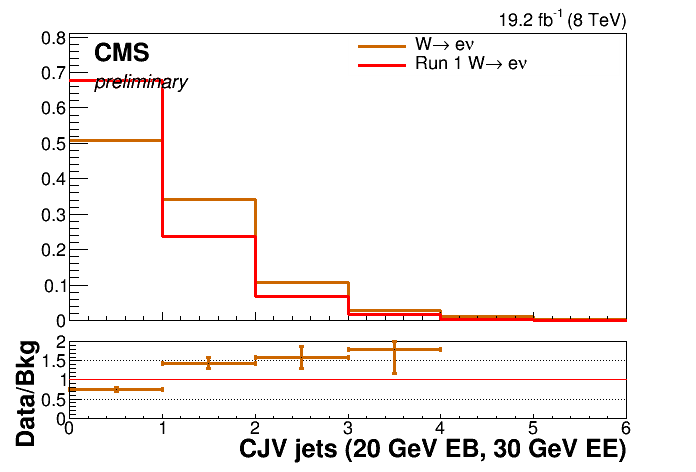 19.2 fb⁻¹ (8 TeV)
CMS
preliminary
W→ eν
Run 1 W→ eν
0.8
0.7
0.6
0.5
0.4
0.3
0.2
0.1
0
Data/Bkg
2
1.5
1
0.5
0
0 1 2 3 4 5 6
CJV jets (20 GeV EB, 30 GeV EE)